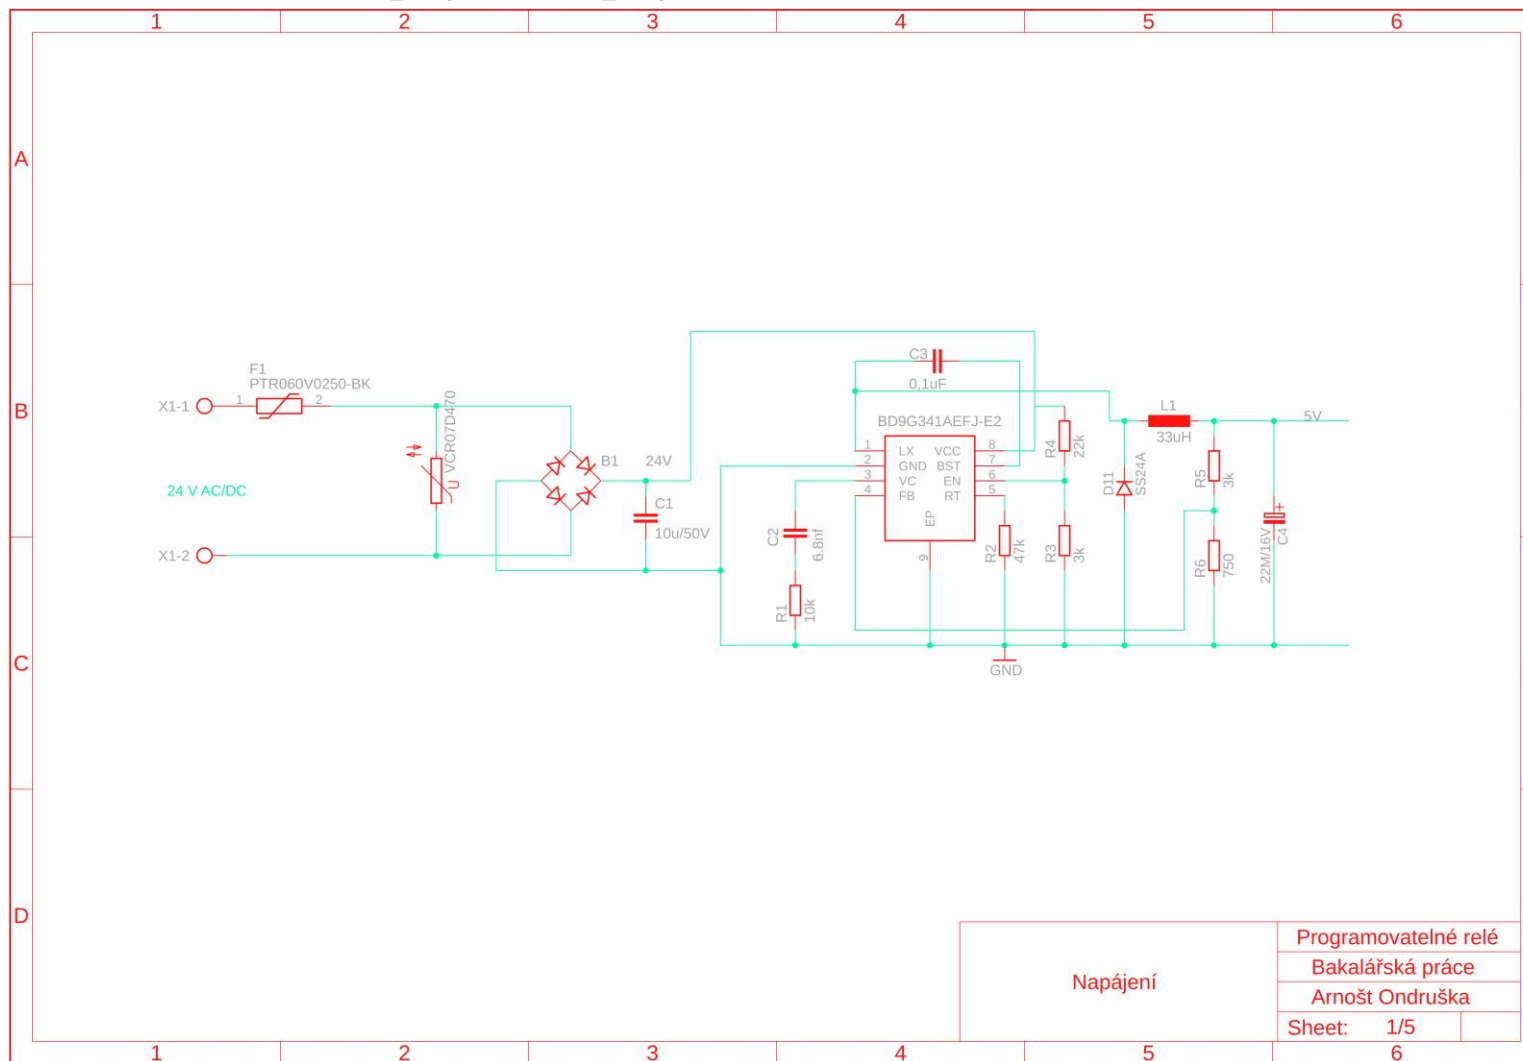 1 2 3 4 5 6
A
B
C
D
F1
PTR060V0250-BK
X1-1
1 2
VCR07D470
U
24 V AC/DC
X1-2
B1
24V
C1
10u/50V
C3
0,1uF
BD9G341AEFJ-E2
1 LX VCC 8
2 GND BST 7
3 VC EN 6
4 FB RT 5
EP
9
C2
6.8nf
R1
10k
R2
47k
R3
3k
R4
22k
GND
D11
SS24A
L1
33uH
R5
3k
R6
750
5V
+
22M/16V
C4
Napájení
Programovatelné relé
Bakalářská práce
Arnošt Ondruška
Sheet: 1/5
1 2 3 4 5 6